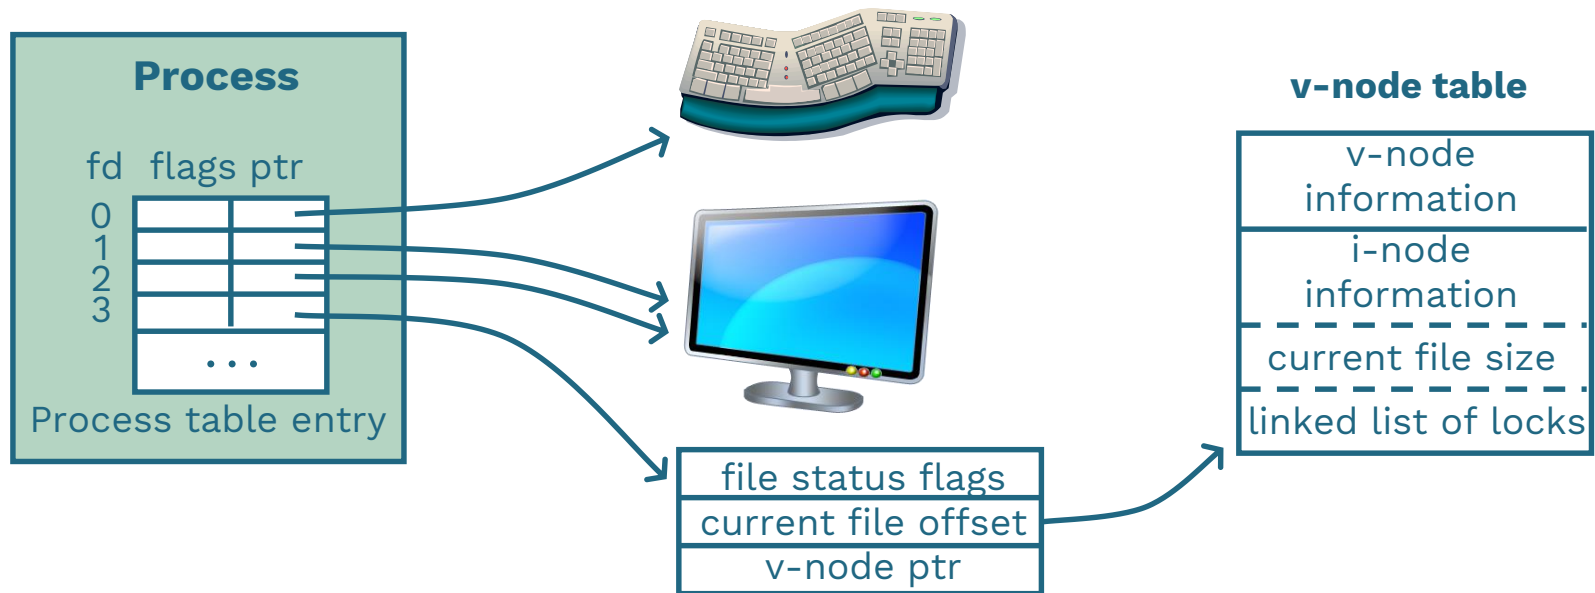 Process
fd flags ptr
0
1
2
3
...
Process table entry
file status flags
current file offset
v-node ptr
v-node table
v-node
information
i-node
information
current file size
linked list of locks